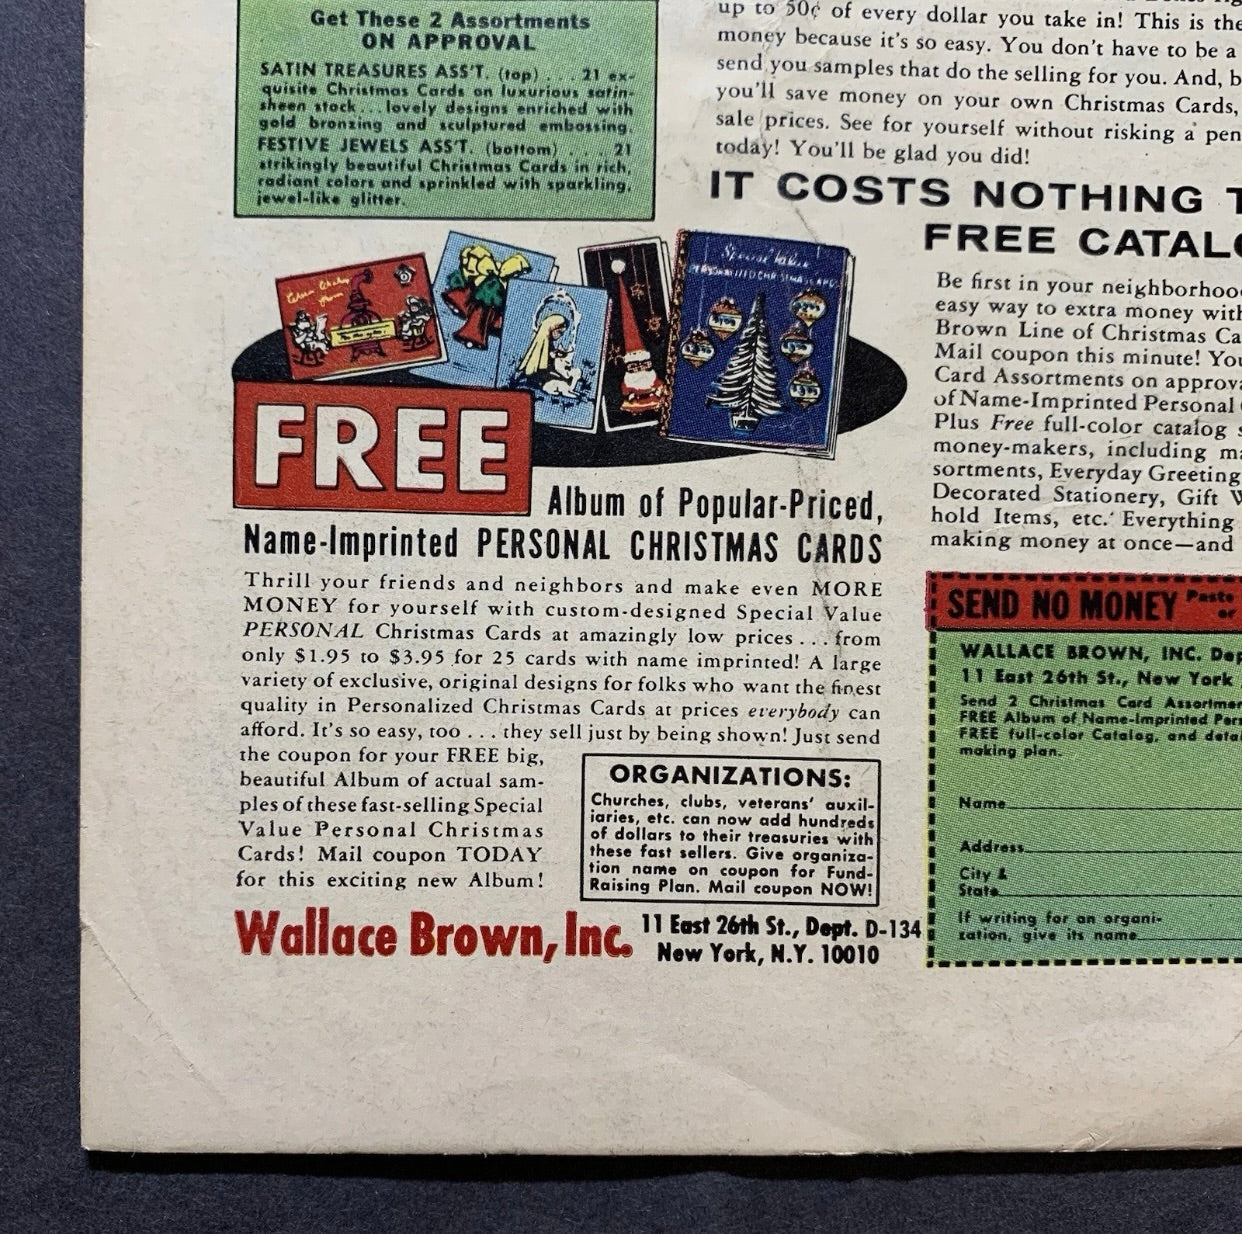 Get These 2 Assortments
ON APPROVAL
SATIN TREASURES ASS'T. (top) . . . 21 ex-
quisite Christmas Cards on luxurious satin-
sheen stock . . lovely designs enriched with
gold bronzing and sculptured embossing.
FESTIVE JEWELS ASS'T. (bottom) . . . 21
strikingly beautiful Christmas Cards in rich,
radiant colors and sprinkled with sparkling,
jewel-like glitter.
up to 50¢ of every dollar you take in! This is the
money because it's so easy. You don't have to be a
send you samples that do the selling for you. And, b
you'll save money on your own Christmas Cards,
sale prices. See for yourself without risking a pen
today! You'll be glad you did!
IT COSTS NOTHING T
FREE CATALO
Special Value
PERSONALIZED CHRISTMAS CARDS
FREE
Album of Popular-Priced,
Name-Imprinted PERSONAL CHRISTMAS CARDS
Thrill your friends and neighbors and make even MORE
MONEY for yourself with custom-designed Special Value
PERSONAL Christmas Cards at amazingly low prices . . . from
only $1.95 to $3.95 for 25 cards with name imprinted! A large
variety of exclusive, original designs for folks who want the finest
quality in Personalized Christmas Cards at prices everybody can
afford. It's so easy, too . . . they sell just by being shown! Just send
the coupon for your FREE big,
beautiful Album of actual sam-
ples of these fast-selling Special
Value Personal Christmas
Cards! Mail coupon TODAY
for this exciting new Album!
ORGANIZATIONS:
Churches, clubs, veterans' auxil-
iaries, etc. can now add hundreds
of dollars to their treasuries with
these fast sellers. Give organiza-
tion name on coupon for Fund-
Raising Plan. Mail coupon NOW!
Wallace Brown, Inc.
11 East 26th St., Dept. D-134
New York, N.Y. 10010
Be first in your neighborhoo
easy way to extra money with
Brown Line of Christmas Ca
Mail coupon this minute! You
Card Assortments on approva
of Name-Imprinted Personal
Plus Free full-color catalog s
money-makers, including ma
sortments, Everyday Greeting
Decorated Stationery, Gift W
hold Items, etc. Everything
making money at once—and
SEND NO MONEY Paste
or
WALLACE BROWN, INC. Dep
11 East 26th St., New York
Send 2 Christmas Card Assortmen
FREE Album of Name-Imprinted Pers
FREE full-color Catalog, and detai
making plan.
Name
Address
City &
State
If writing for an organi-
zation, give its name